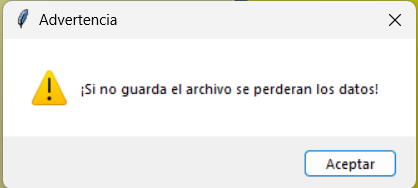 Advertencia
¡Si no guarda el archivo se perderan los datos!
Aceptar